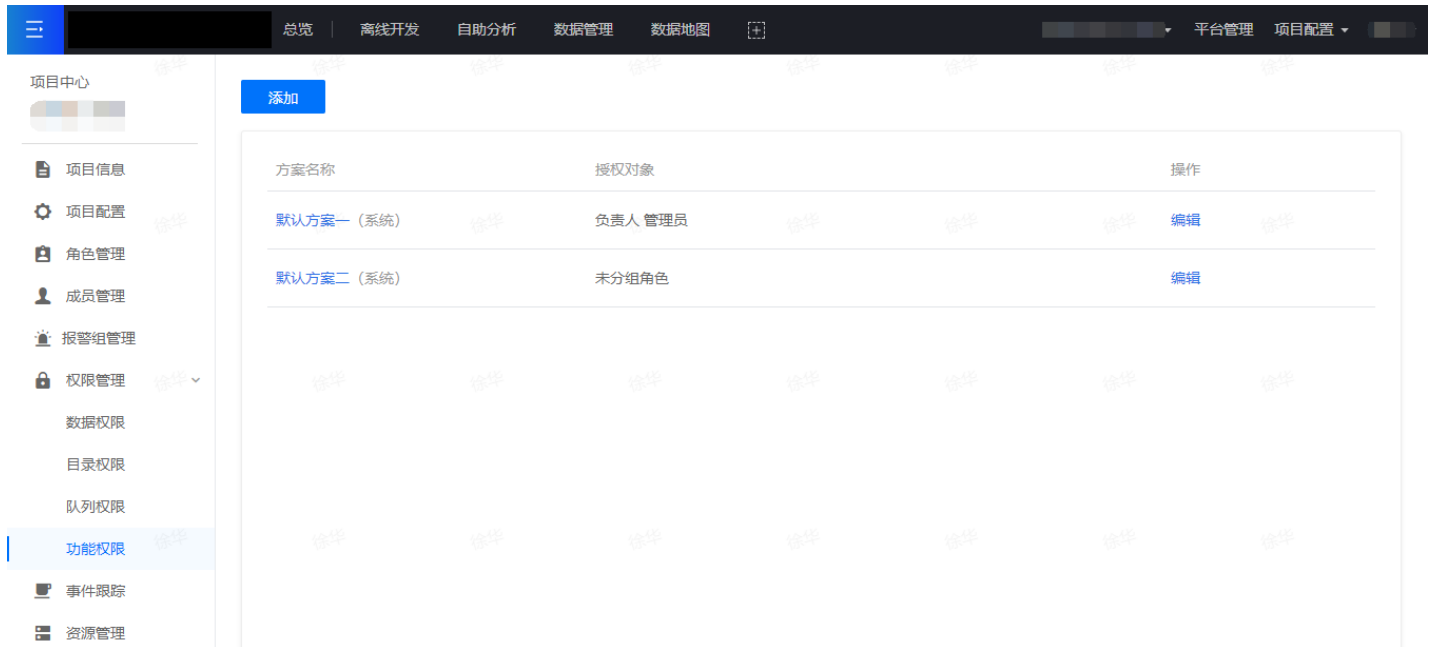 总览 离线开发 自助分析 数据管理 数据地图 平台管理 项目配置
项目中心
添加
项目信息
项目配置
角色管理
成员管理
报警组管理
权限管理
数据权限
目录权限
队列权限
功能权限
事件跟踪
资源管理
方案名称 授权对象 操作
默认方案一（系统） 负责人 管理员 编辑
默认方案二（系统） 未分组角色 编辑
徐华